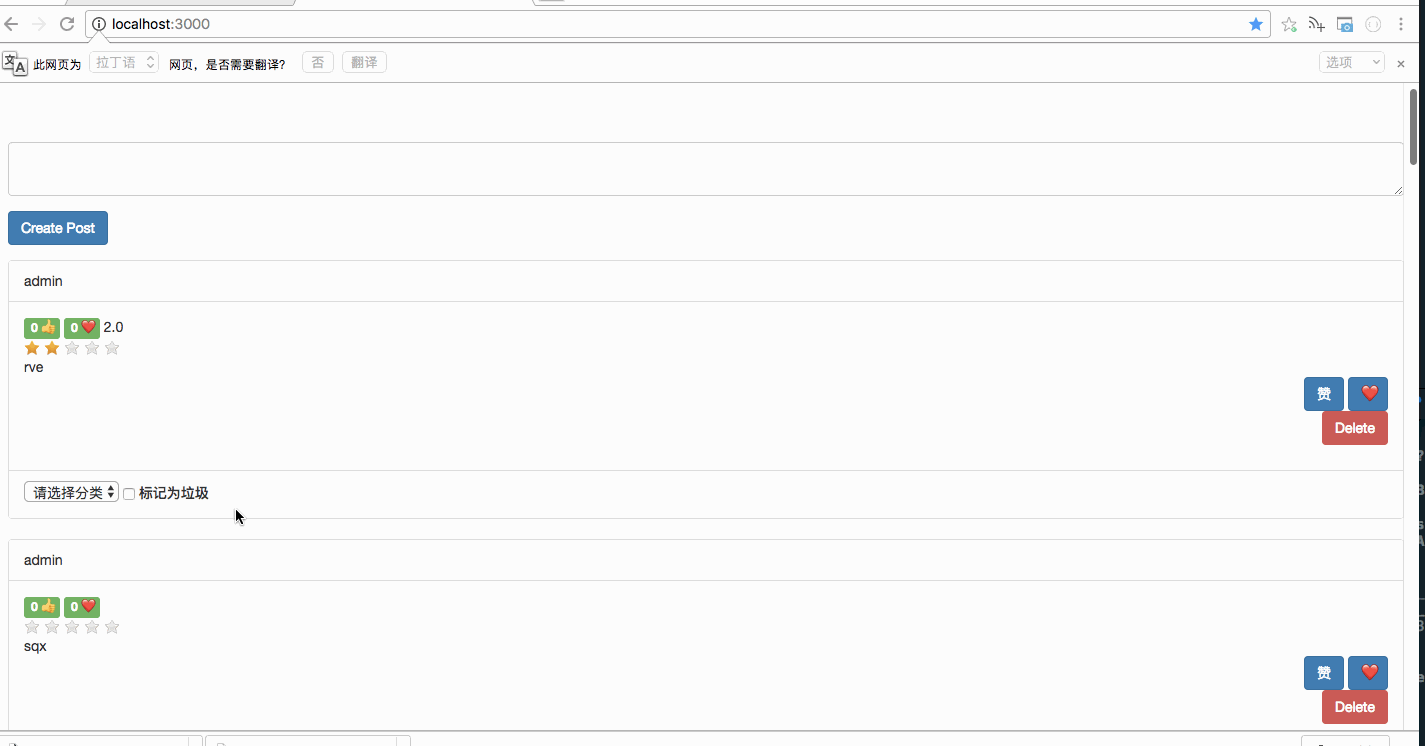 localhost:3000
此网页为 拉丁语 网页，是否需要翻译? 否 翻译 选项 ×
Create Post
admin
0👍 0❤️ 2.0
rve
赞 ❤️
Delete
请选择分类 标记为垃圾
admin
0👍 0❤️
sqx
赞 ❤️
Delete